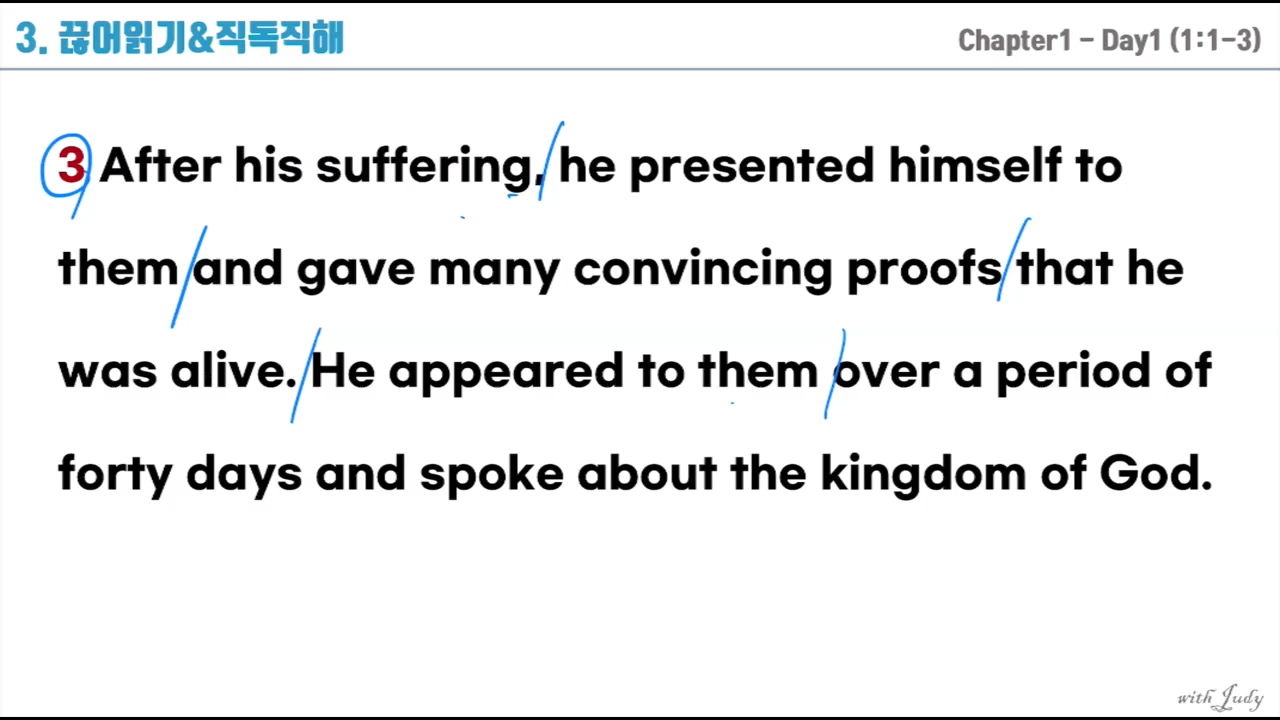 3. 끊어읽기&직독직해
Chapter1 - Day1 (1:1-3)
3 After his suffering, he presented himself to
them and gave many convincing proofs that he
was alive. He appeared to them over a period of
forty days and spoke about the kingdom of God.
with Judy